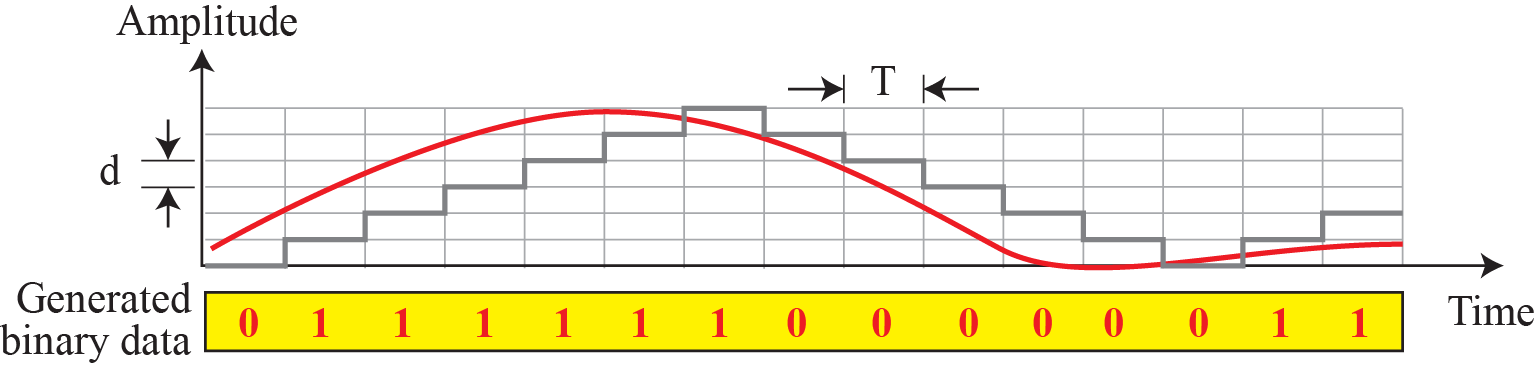 Amplitude
T
d
Generated
binary data
0 1 1 1 1 1 1 0 0 0 0 0 0 1 1
Time